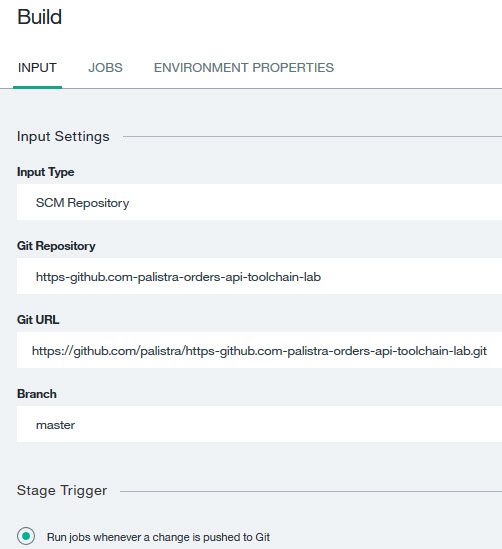 Build
INPUT JOBS ENVIRONMENT PROPERTIES
Input Settings
Input Type
SCM Repository
Git Repository
https-github.com-palistra-orders-api-toolchain-lab
Git URL
https://github.com/palistra/https-github.com-palistra-orders-api-toolchain-lab.git
Branch
master
Stage Trigger
Run jobs whenever a change is pushed to Git